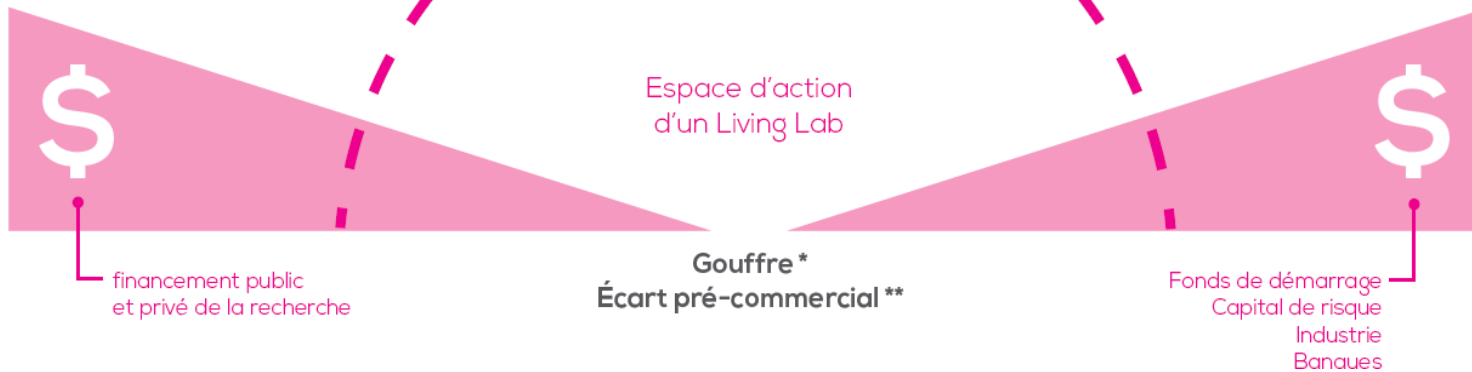 $
$
Espace d'action
d'un Living Lab
Gouffre *
Écart pré-commercial **
financement public
et privé de la recherche
Fonds de démarrage
Capital de risque
Industrie
Banques